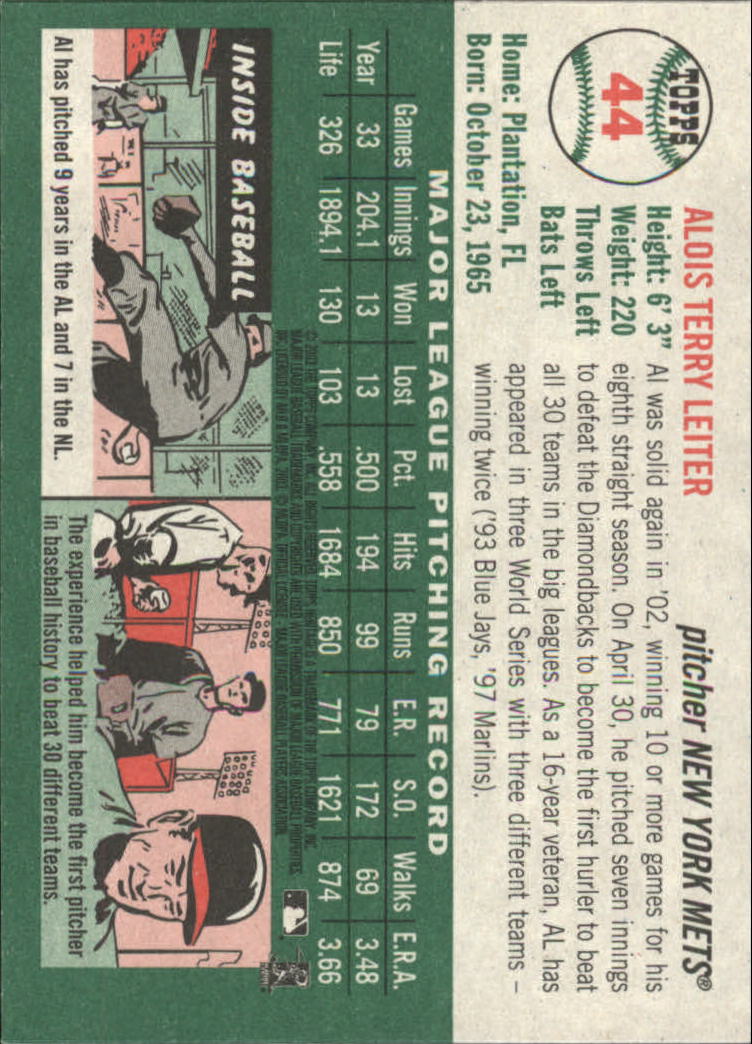 TOPPS
44
ALOIS TERRY LEITER
pitcher NEW YORK METS®
Height: 6' 3"
Weight: 220
Throws Left
Bats Left
Home: Plantation, FL
Born: October 23, 1965
Al was solid again in '02, winning 10 or more games for his
eighth straight season. On April 30, he pitched seven innings
to defeat the Diamondbacks to become the first hurler to beat
all 30 teams in the big leagues. As a 16-year veteran, AL has
appeared in three World Series with three different teams –
winning twice ('93 Blue Jays, '97 Marlins).
MAJOR LEAGUE PITCHING RECORD
Games Innings Won Lost Pct. Hits Runs E.R. S.O. Walks E.R.A.
Year 33 204.1 13 13 .500 194 99 79 172 69 3.48
Life 326 1894.1 130 103 .558 1684 850 771 1621 874 3.66
INSIDE BASEBALL
Al has pitched 9 years in the AL and 7 in the NL.
The experience helped him become the first pitcher
in baseball history to beat 30 different teams.